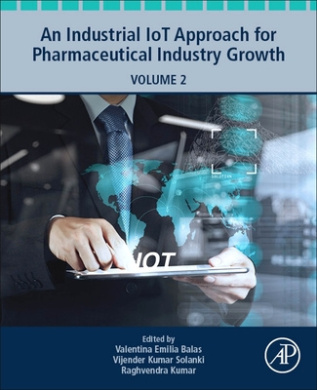 An Industrial IoT Approach for
Pharmaceutical Industry Growth
VOLUME 2
IOT
Edited by
Valentina Emilia Balas
Vijender Kumar Solanki
Raghvendra Kumar
AP